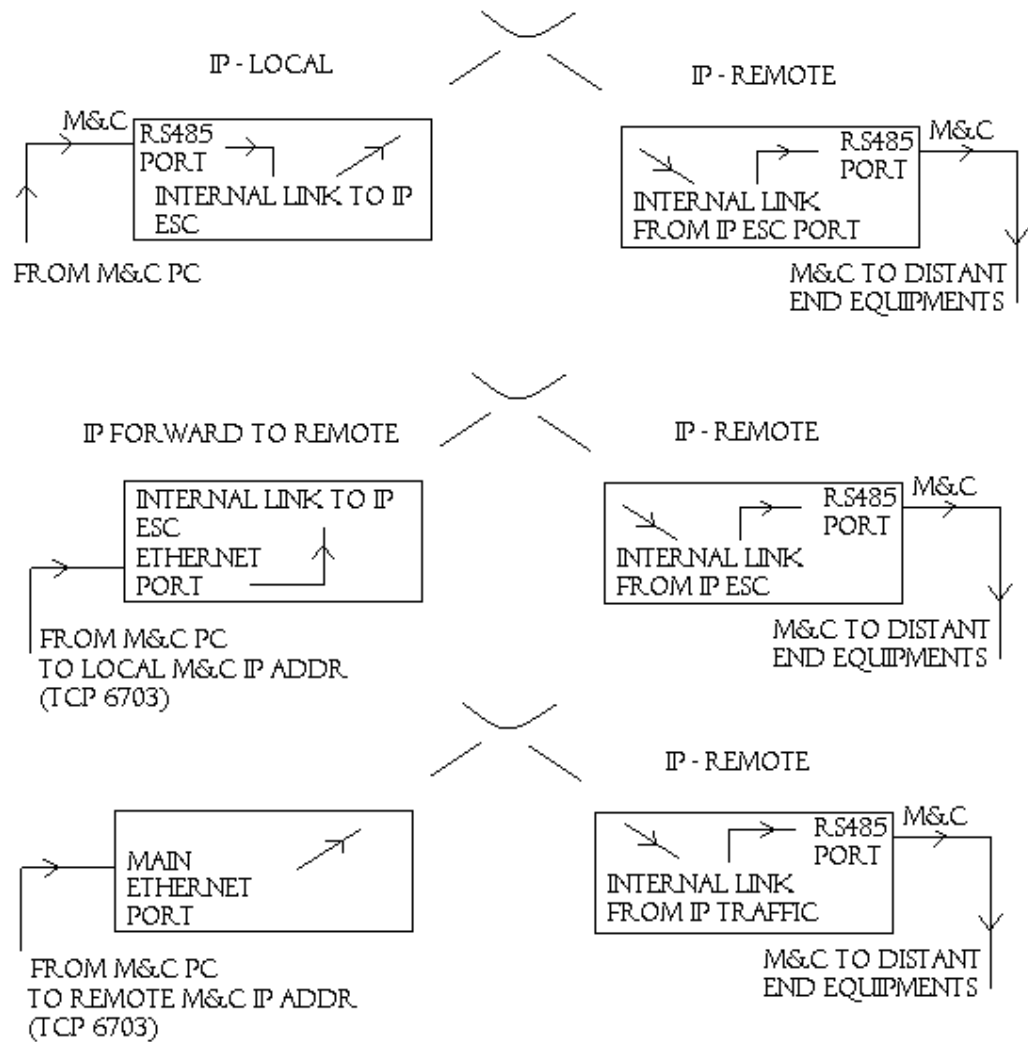 IP - LOCAL
IP - REMOTE
M&C
RS485
PORT
INTERNAL LINK TO IP
ESC
FROM M&C PC
RS485
PORT
M&C
INTERNAL LINK
FROM IP ESC PORT
M&C TO DISTANT
END EQUIPMENTS
IP FORWARD TO REMOTE
IP - REMOTE
INTERNAL LINK TO IP
ESC
ETHERNET
PORT
FROM M&C PC
TO LOCAL M&C IP ADDR
(TCP 6703)
RS485
PORT
M&C
INTERNAL LINK
FROM IP ESC
M&C TO DISTANT
END EQUIPMENTS
IP - REMOTE
MAIN
ETHERNET
PORT
FROM M&C PC
TO REMOTE M&C IP ADDR
(TCP 6703)
RS485
PORT
M&C
INTERNAL LINK
FROM IP TRAFFIC
M&C TO DISTANT
END EQUIPMENTS